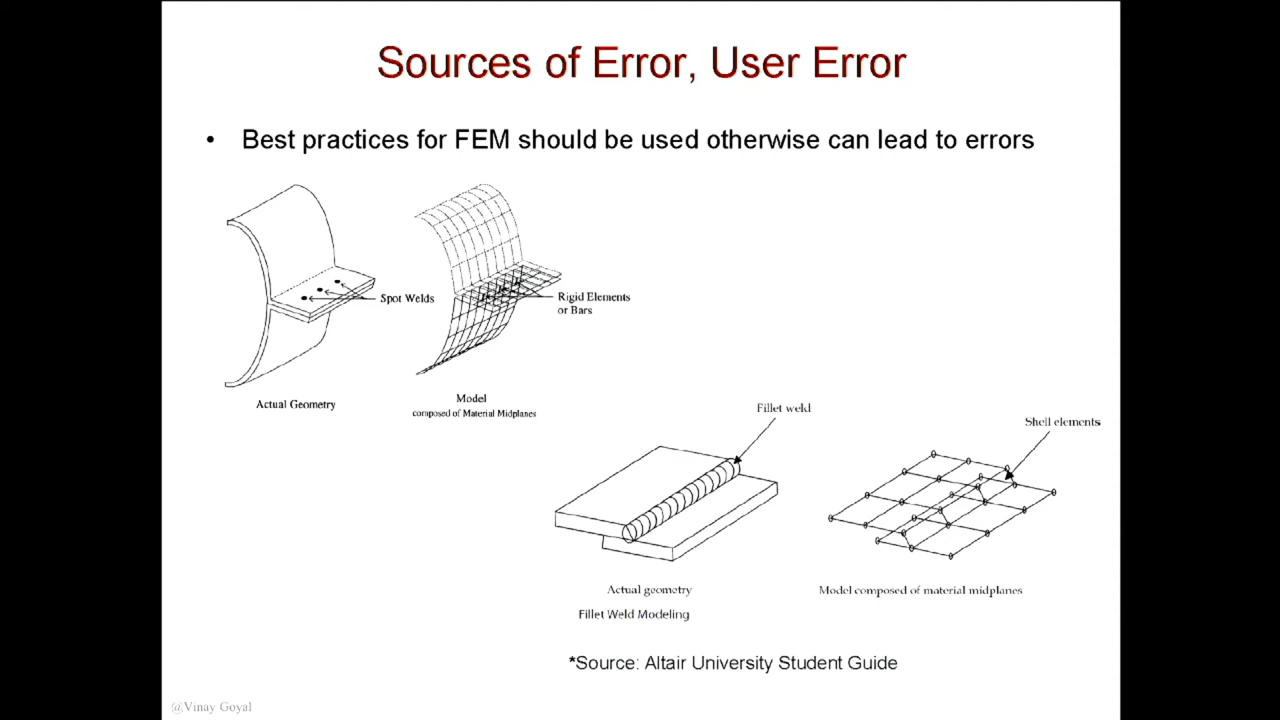 Sources of Error, User Error
• Best practices for FEM should be used otherwise can lead to errors
Spot Welds
Rigid Elements
or Bars
Actual Geometry
Model
composed of Material Midplanes
Fillet weld
Shell elements
Actual geometry
Model composed of material midplanes
Fillet Weld Modeling
*Source: Altair University Student Guide
@Vinay Goyal